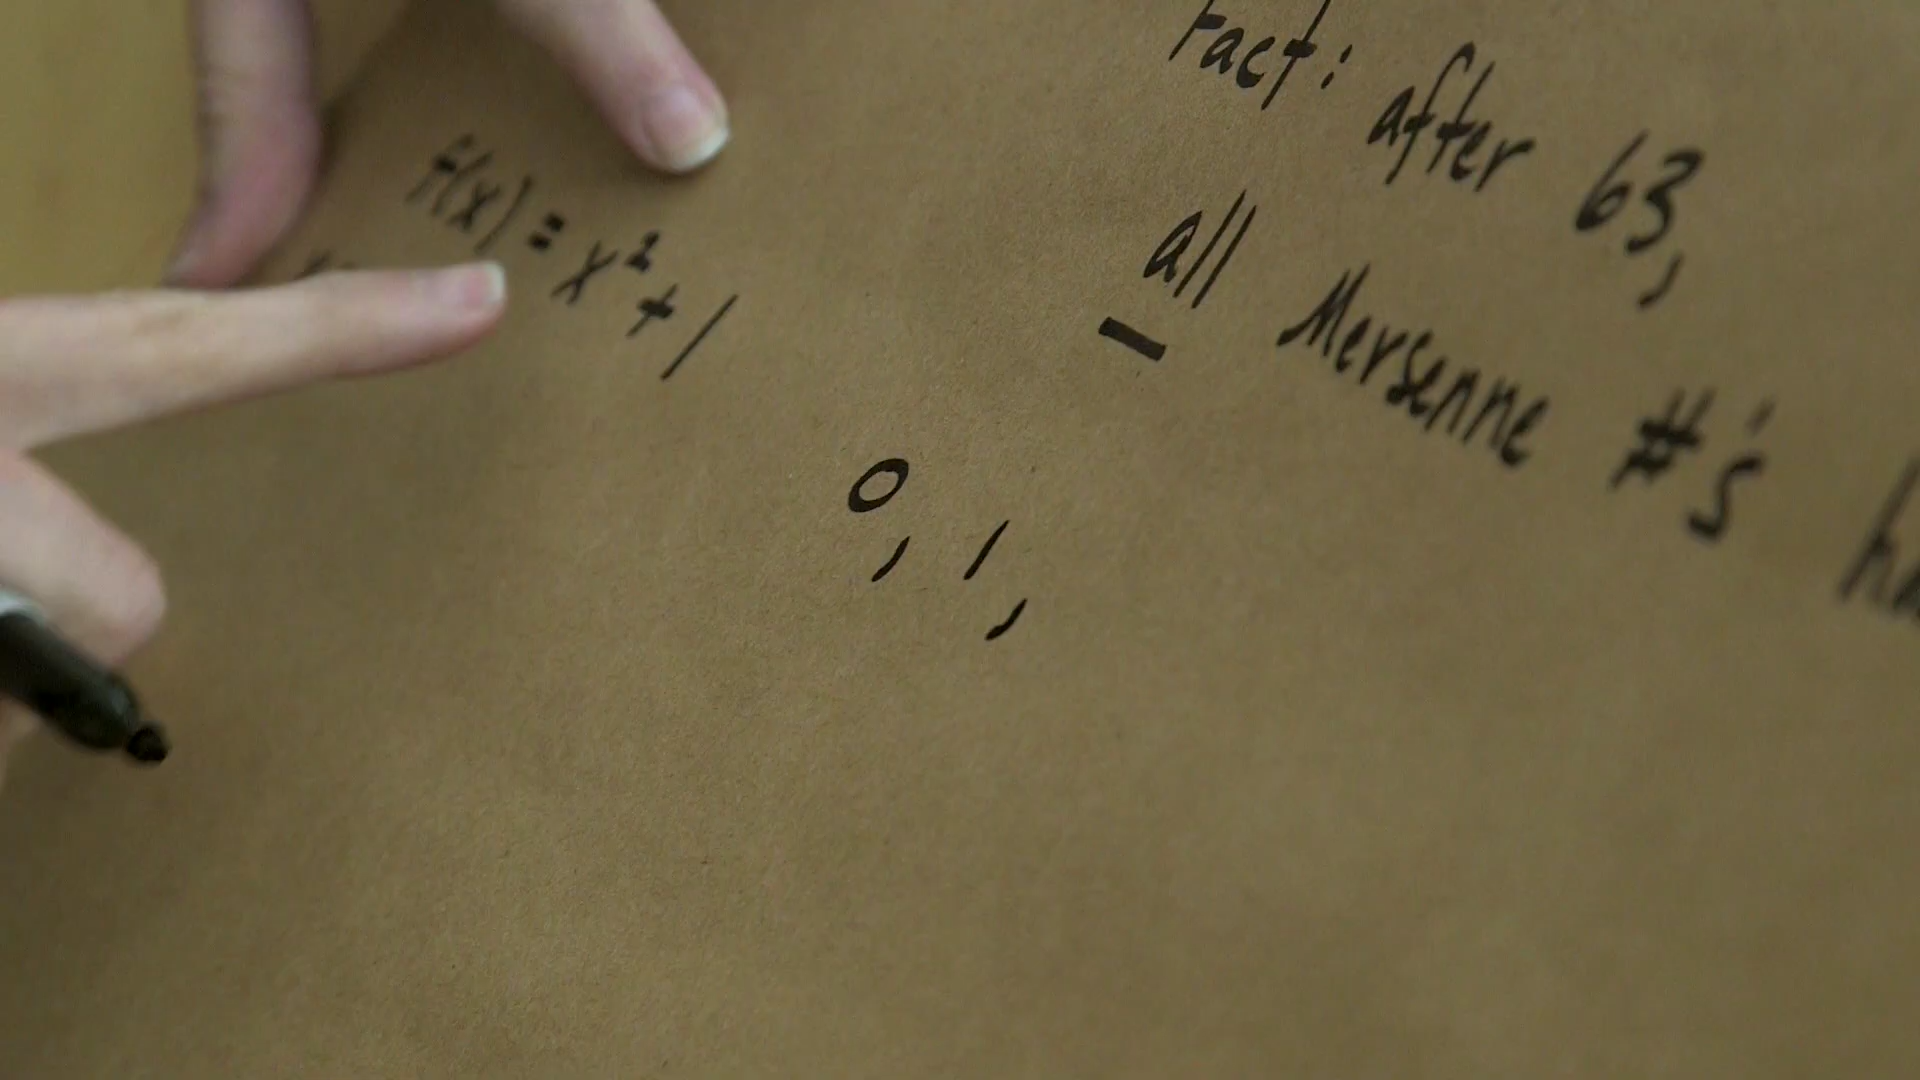 Fact: after 63,
all Mersenne #'s
f(x) = x² + 1
0, 1,